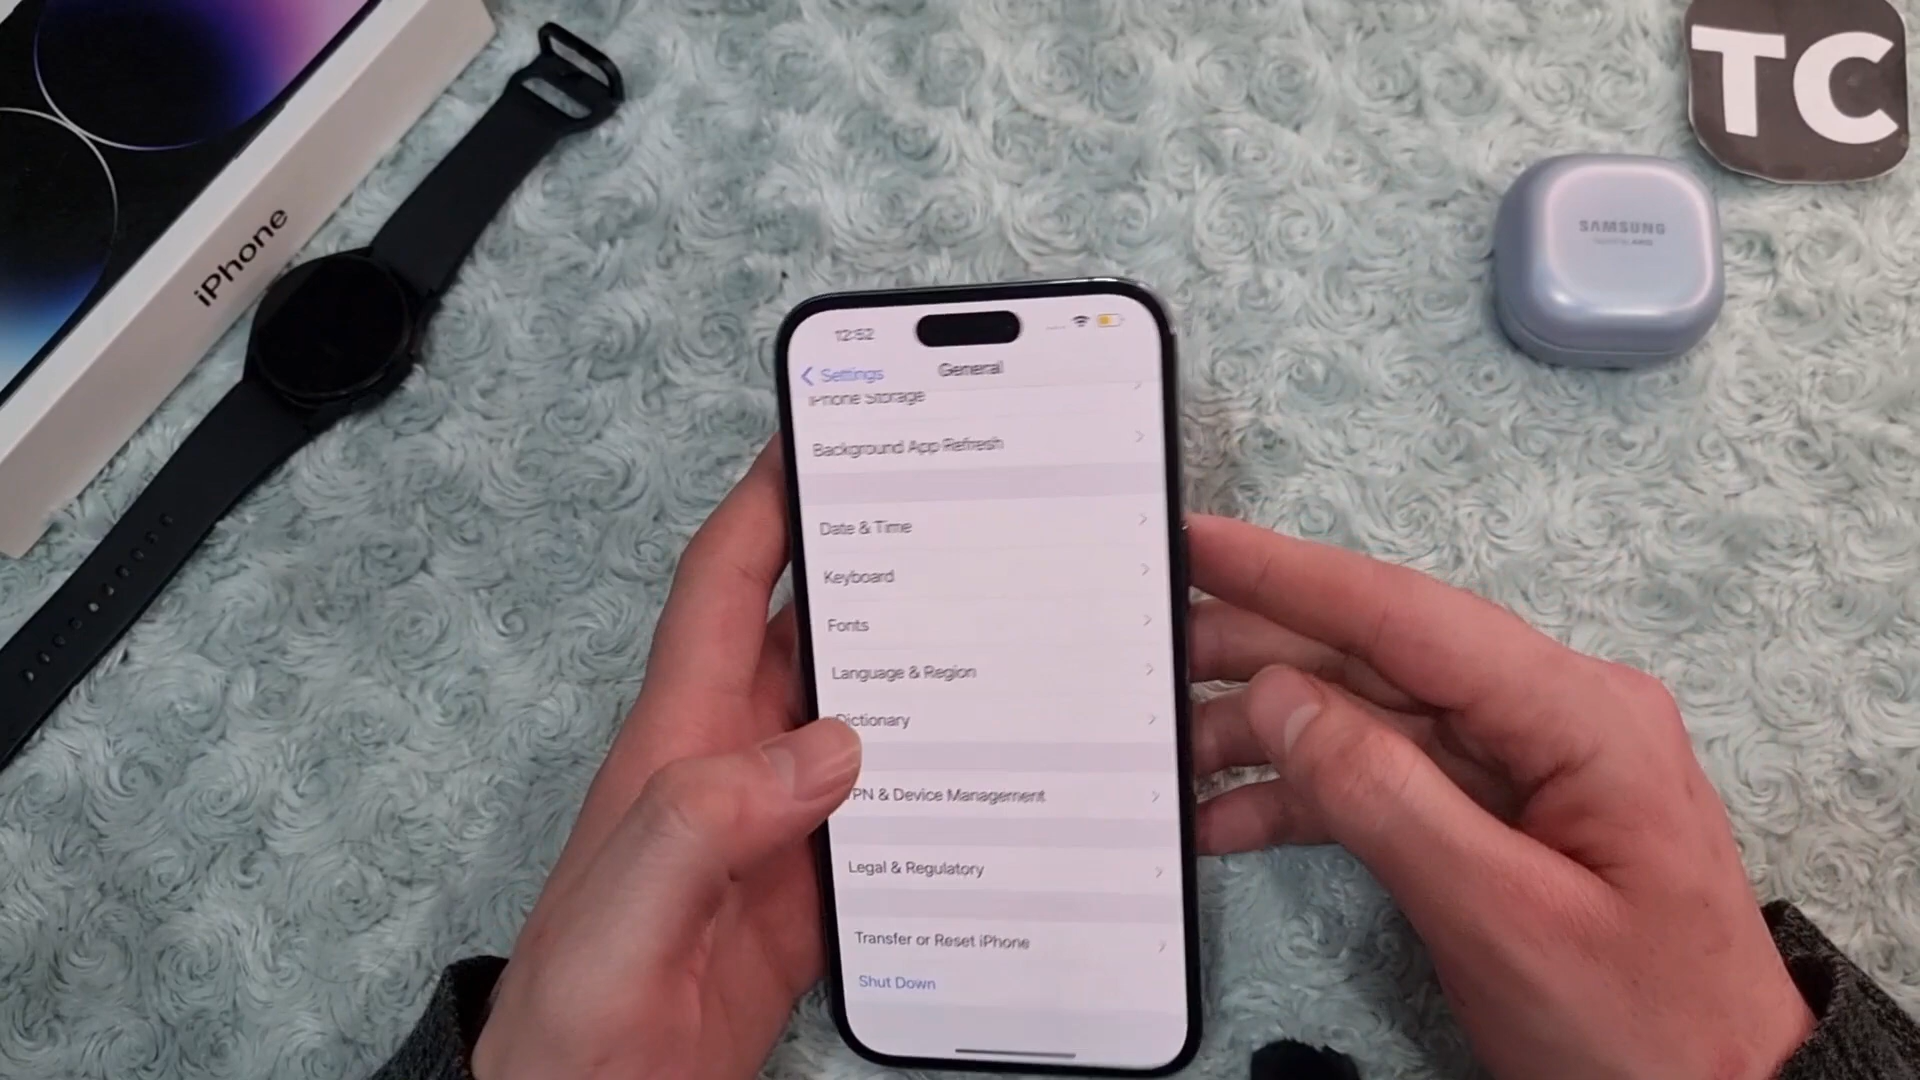 iPhone
TC
SAMSUNG
12:52
Settings
General
iPhone Storage
Background App Refresh
Date & Time
Keyboard
Fonts
Language & Region
Dictionary
PN & Device Management
Legal & Regulatory
Transfer or Reset iPhone
Shut Down